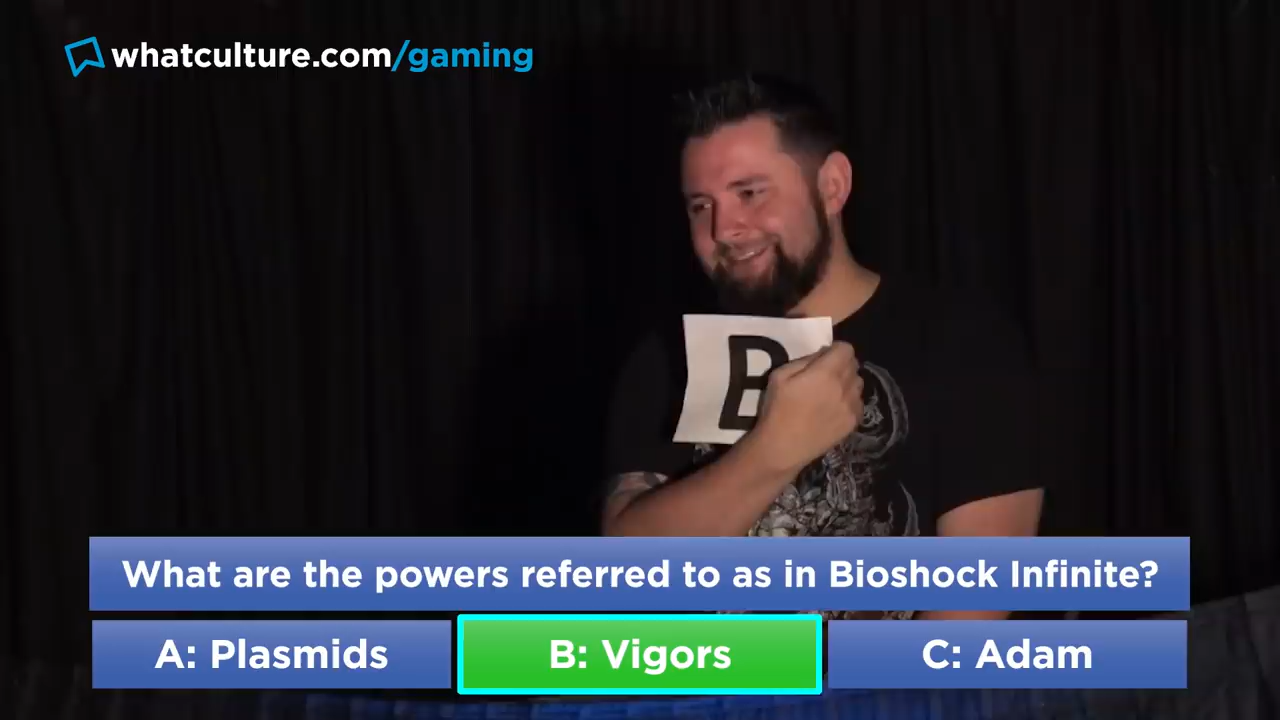 whatculture.com/gaming
B
What are the powers referred to as in Bioshock Infinite?
A: Plasmids
B: Vigors
C: Adam